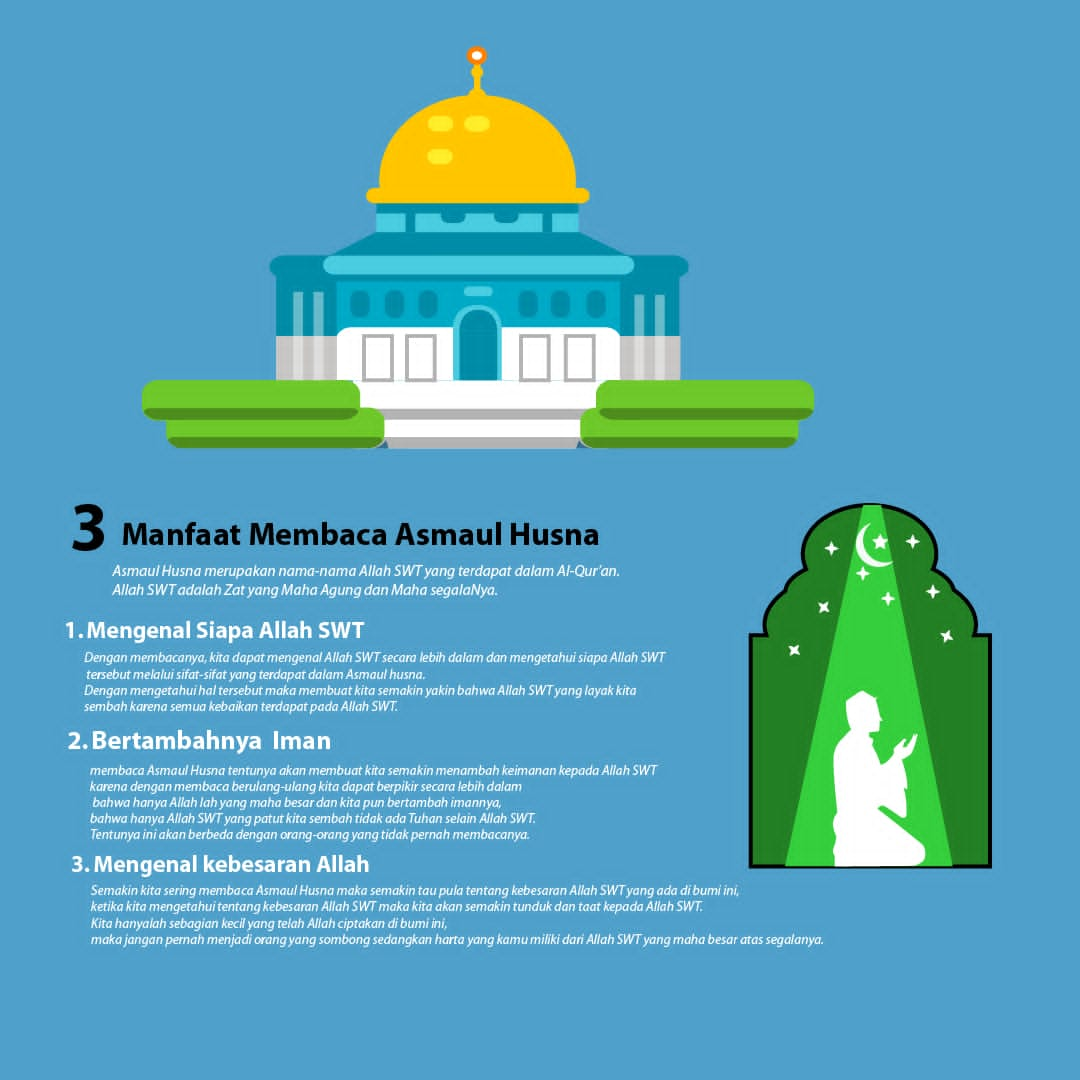 3 Manfaat Membaca Asmaul Husna
Asmaul Husna merupakan nama-nama Allah SWT yang terdapat dalam Al-Qur'an.
Allah SWT adalah Zat yang Maha Agung dan Maha segalaNya.
1. Mengenal Siapa Allah SWT
Dengan membacanya, kita dapat mengenal Allah SWT secara lebih dalam dan mengetahui siapa Allah SWT
tersebut melalui sifat-sifat yang terdapat dalam Asmaul husna.
Dengan mengetahui hal tersebut maka membuat kita semakin yakin bahwa Allah SWT yang layak kita
sembah karena semua kebaikan terdapat pada Allah SWT.
2. Bertambahnya Iman
membaca Asmaul Husna tentunya akan membuat kita semakin menambah keimanan kepada Allah SWT
karena dengan membaca berulang-ulang kita dapat berpikir secara lebih dalam
bahwa hanya Allah lah yang maha besar dan kita pun bertambah imannya,
bahwa hanya Allah SWT yang patut kita sembah tidak ada Tuhan selain Allah SWT.
Tentunya ini akan berbeda dengan orang-orang yang tidak pernah membacanya.
3. Mengenal kebesaran Allah
Semakin kita sering membaca Asmaul Husna maka semakin tau pula tentang kebesaran Allah SWT yang ada di bumi ini,
ketika kita mengetahui tentang kebesaran Allah SWT maka kita akan semakin tunduk dan taat kepada Allah SWT.
Kita hanyalah sebagian kecil yang telah Allah ciptakan di bumi ini,
maka jangan pernah menjadi orang yang sombong sedangkan harta yang kamu miliki dari Allah SWT yang maha besar atas segalanya.